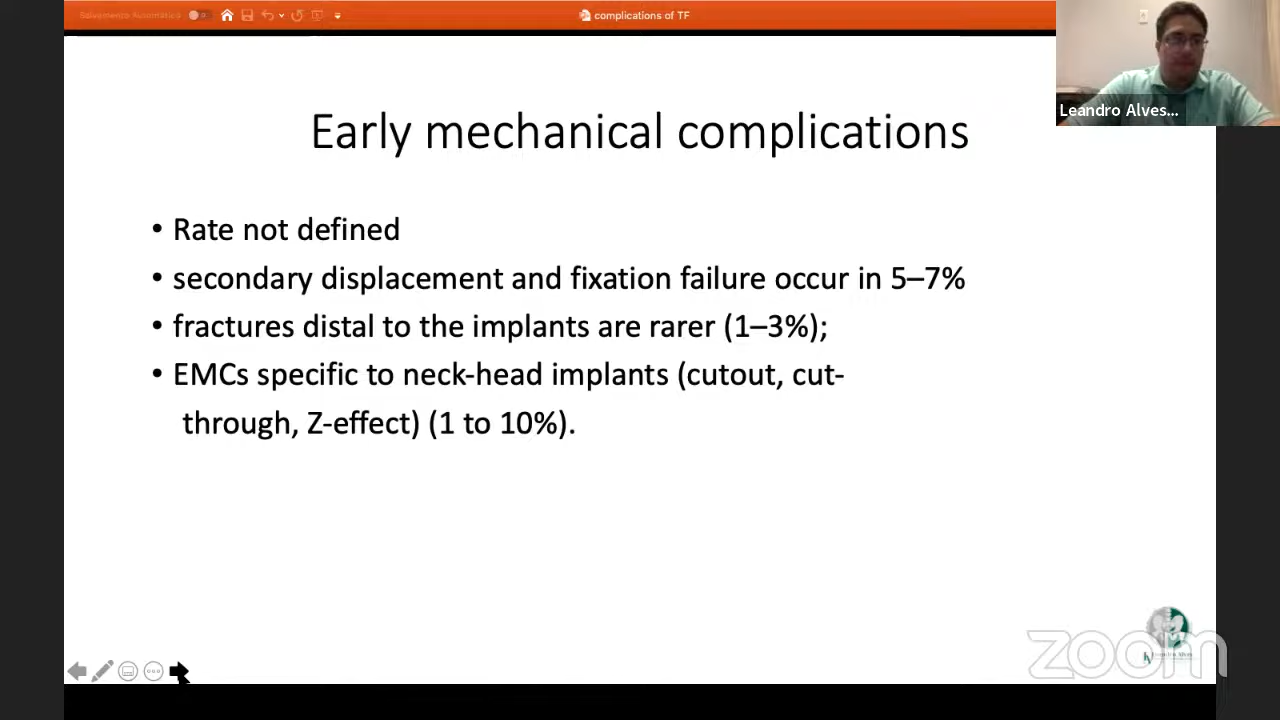 Salvamento Automático
complications of TF
Leandro Alves...
Early mechanical complications
• Rate not defined
• secondary displacement and fixation failure occur in 5–7%
• fractures distal to the implants are rarer (1–3%);
• EMCs specific to neck-head implants (cutout, cut-
through, Z-effect) (1 to 10%).
zoom